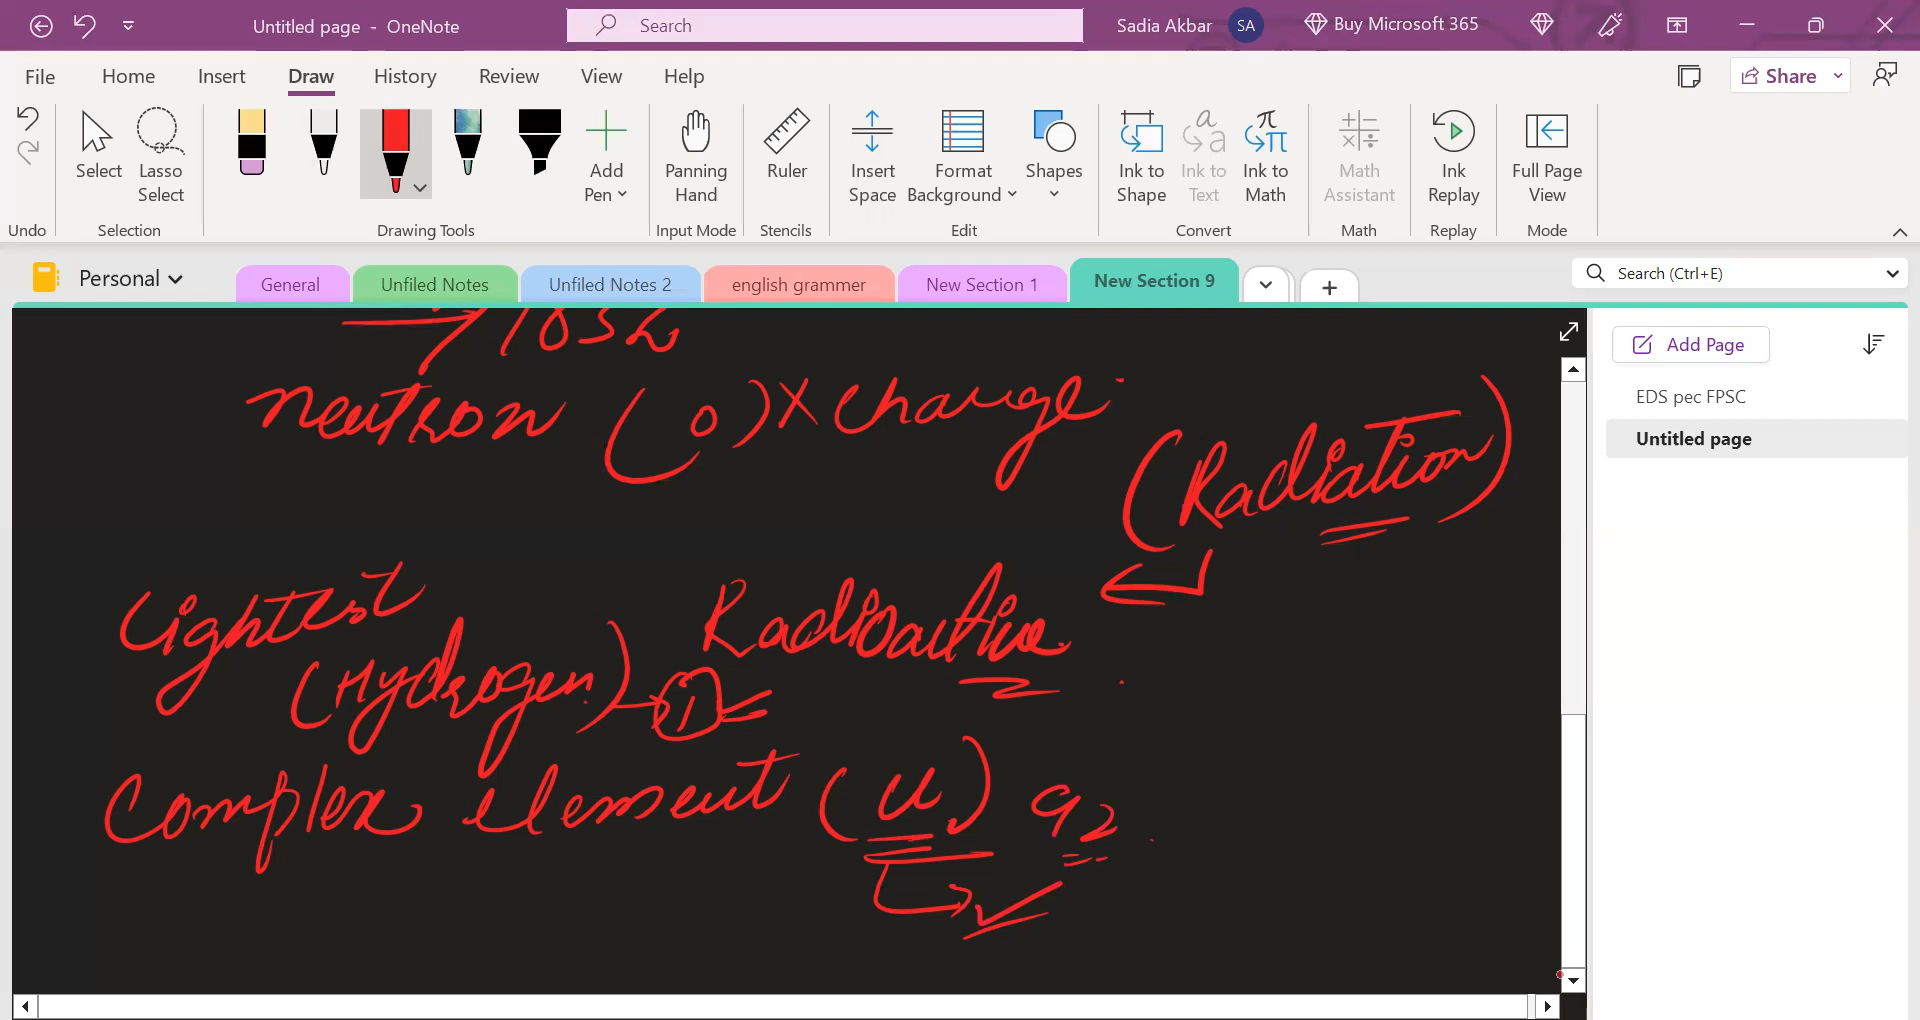 Untitled page - OneNote
Search
Sadia Akbar
SA
Buy Microsoft 365
File
Home
Insert
Draw
History
Review
View
Help
Share
Select
Lasso
Select
Add
Pen
Panning
Hand
Ruler
Insert
Space
Format
Background
Shapes
Ink to
Shape
Ink to
Text
Ink to
Math
Math
Assistant
Ink
Replay
Full Page
View
Undo
Selection
Drawing Tools
Input Mode
Stencils
Edit
Convert
Math
Replay
Mode
Personal
General
Unfiled Notes
Unfiled Notes 2
english grammer
New Section 1
New Section 9
Search (Ctrl+E)
Add Page
EDS pec FPSC
Untitled page
neutron (0) X Charge
(Radiation)
Lightest
Radioactive
(Hydrogen) - 1
Complex element (U) 92